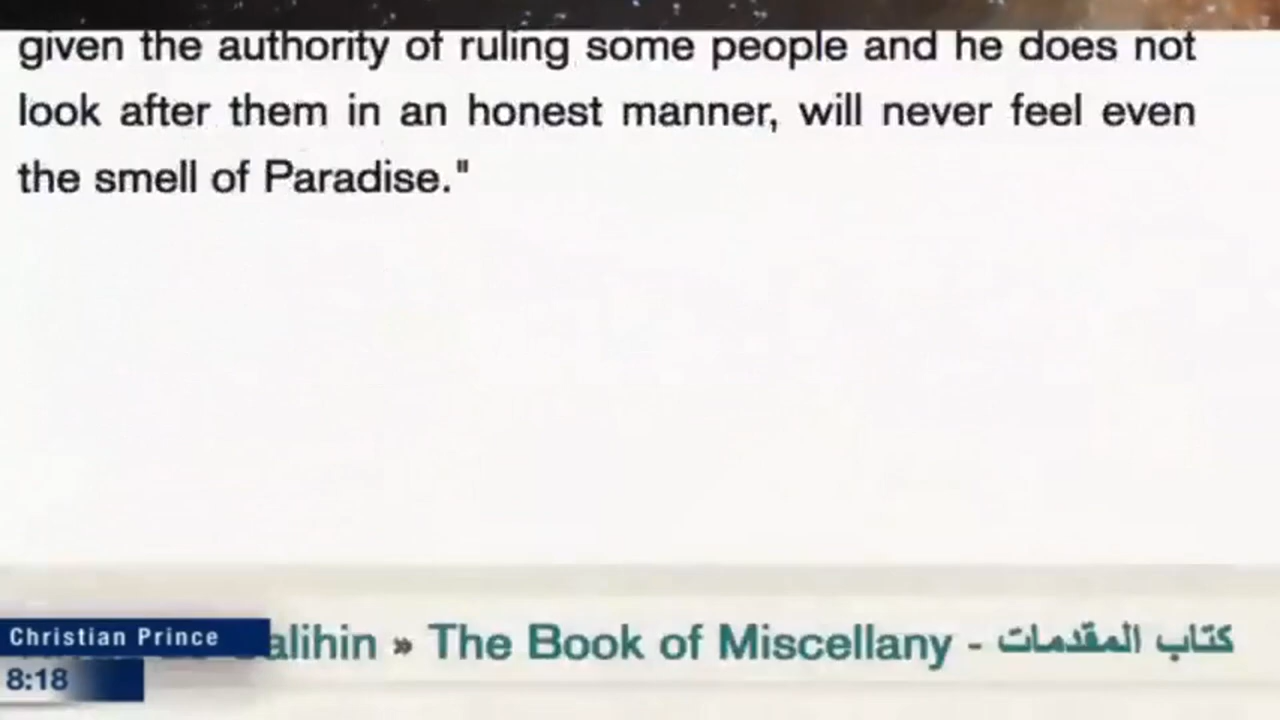 given the authority of ruling some people and he does not
look after them in an honest manner, will never feel even
the smell of Paradise."
alihin » The Book of Miscellany - كتاب المقدمات
Christian Prince
8:18